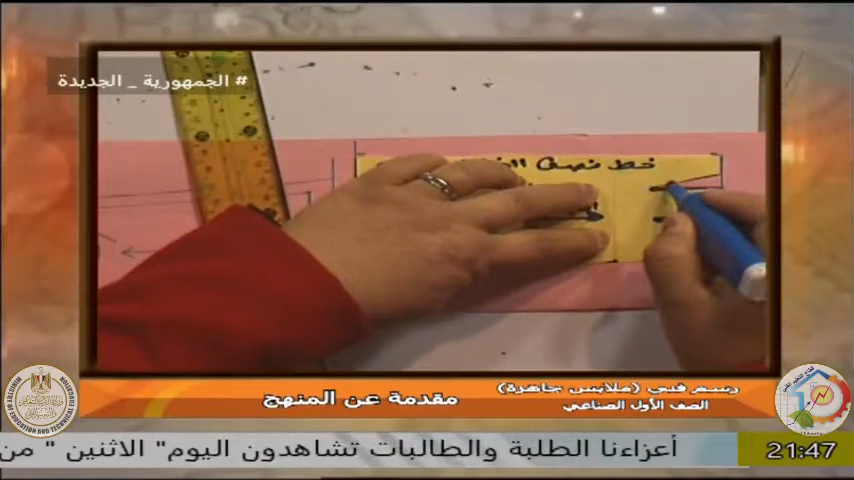 # الجمهورية _ الجديدة
خط نصف
رسم فني (ملابس جاهزة)
الصف الأول الصناعي
مقدمة عن المنهج
أعزاءنا الطلبة والطالبات تشاهدون اليوم" الاثنين " من
21:47